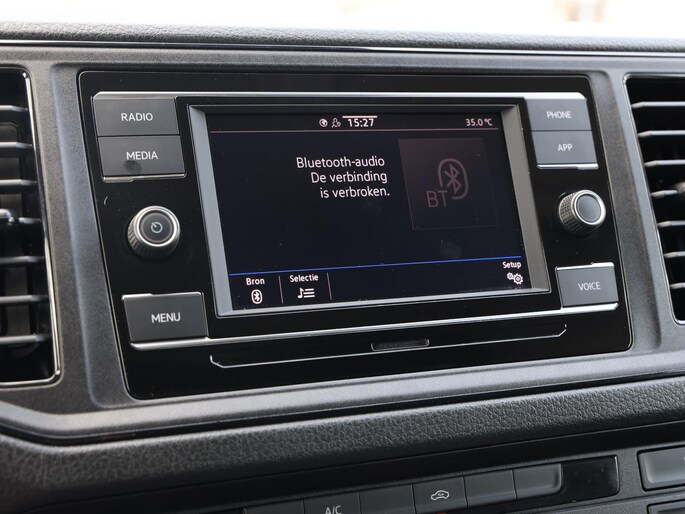 RADIO
MEDIA
MENU
15:27
35.0 °C
Bluetooth-audio
De verbinding
is verbroken.
BT
Bron
Selectie
Setup
PHONE
APP
VOICE
A/C